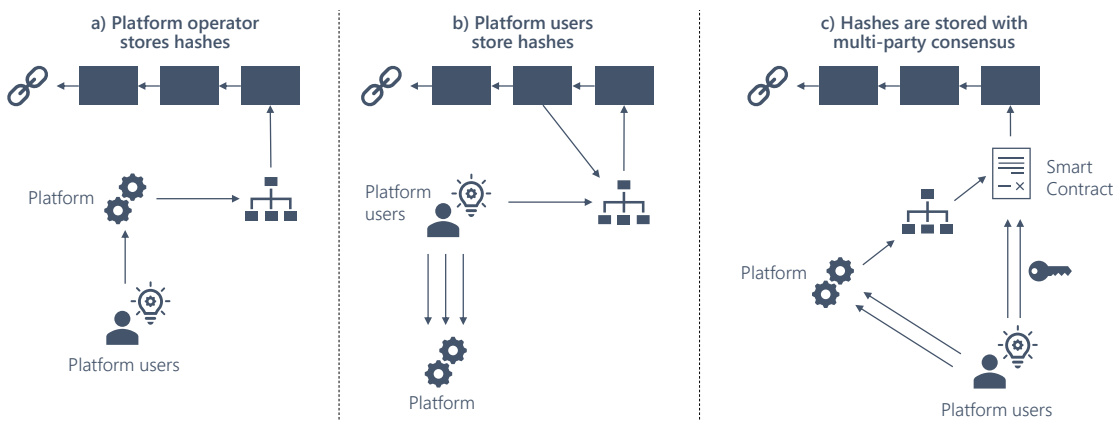 a) Platform operator
stores hashes
Platform
Platform users
b) Platform users
store hashes
Platform
users
Platform
c) Hashes are stored with
multi-party consensus
Smart
Contract
Platform
Platform users